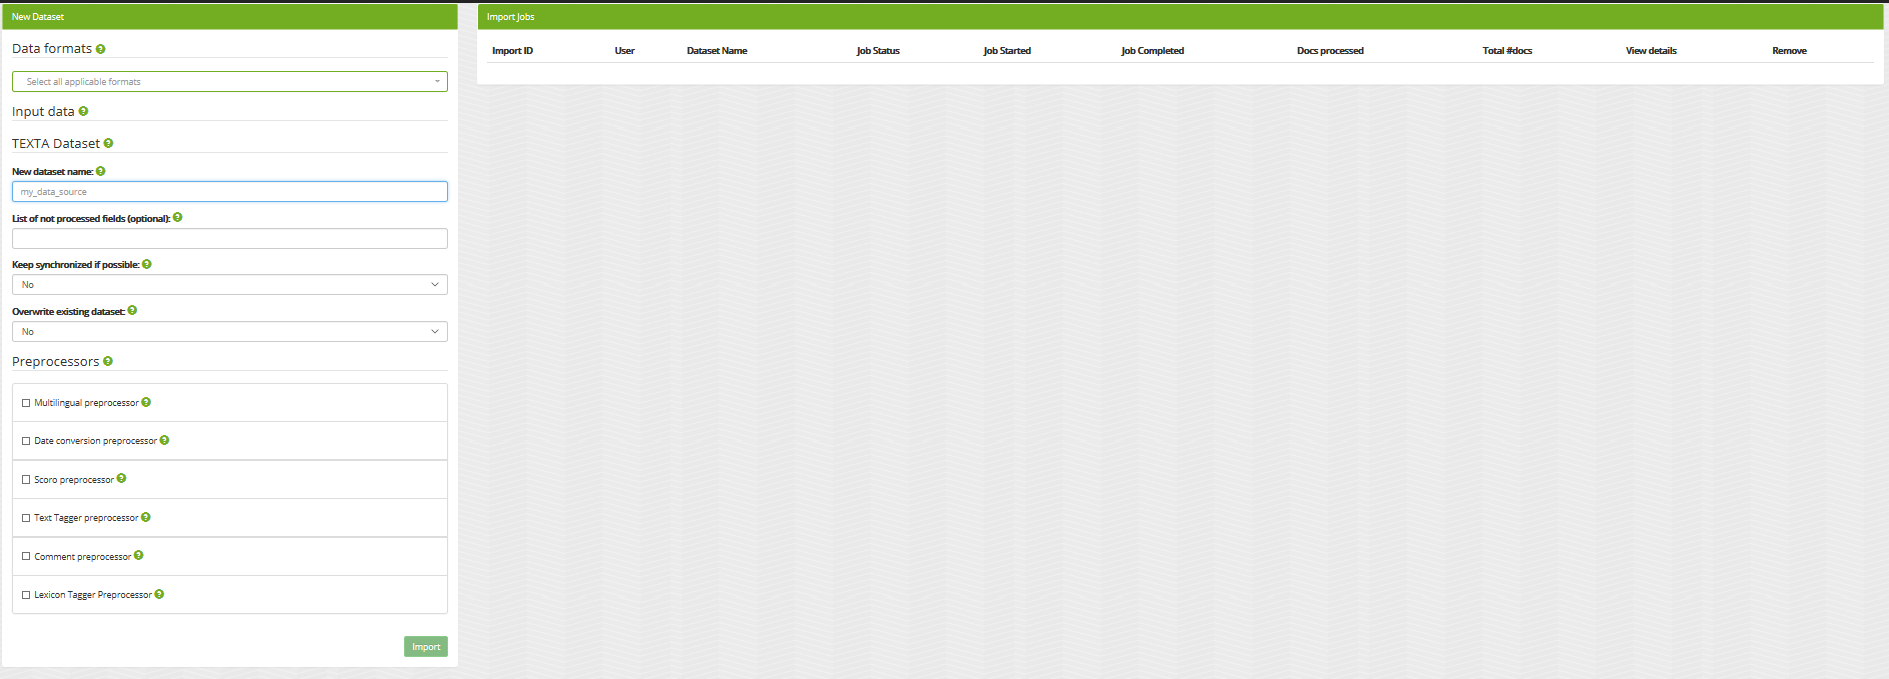 New Dataset
Data formats
Select all applicable formats
Input data
TEXTA Dataset
New dataset name:
my_data_source
List of not processed fields (optional):
Keep synchronized if possible:
No
Overwrite existing dataset:
No
Preprocessors
Multilingual preprocessor
Date conversion preprocessor
Scoro preprocessor
Text Tagger preprocessor
Comment preprocessor
Lexicon Tagger Preprocessor
Import
Import Jobs
Import ID User Dataset Name Job Status Job Started Job Completed Docs processed Total #docs View details Remove